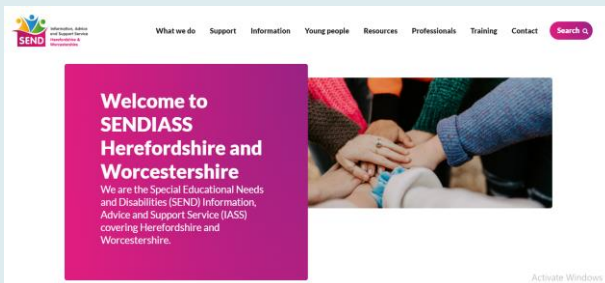 SEND
Information, Advice
and Support Service
Herefordshire &
Worcestershire
What we do Support Information Young people Resources Professionals Training Contact Search
Welcome to
SENDIASS
Herefordshire and
Worcestershire
We are the Special Educational Needs
and Disabilities (SEND) Information,
Advice and Support Service (IASS)
covering Herefordshire and
Worcestershire.
Activate Windows